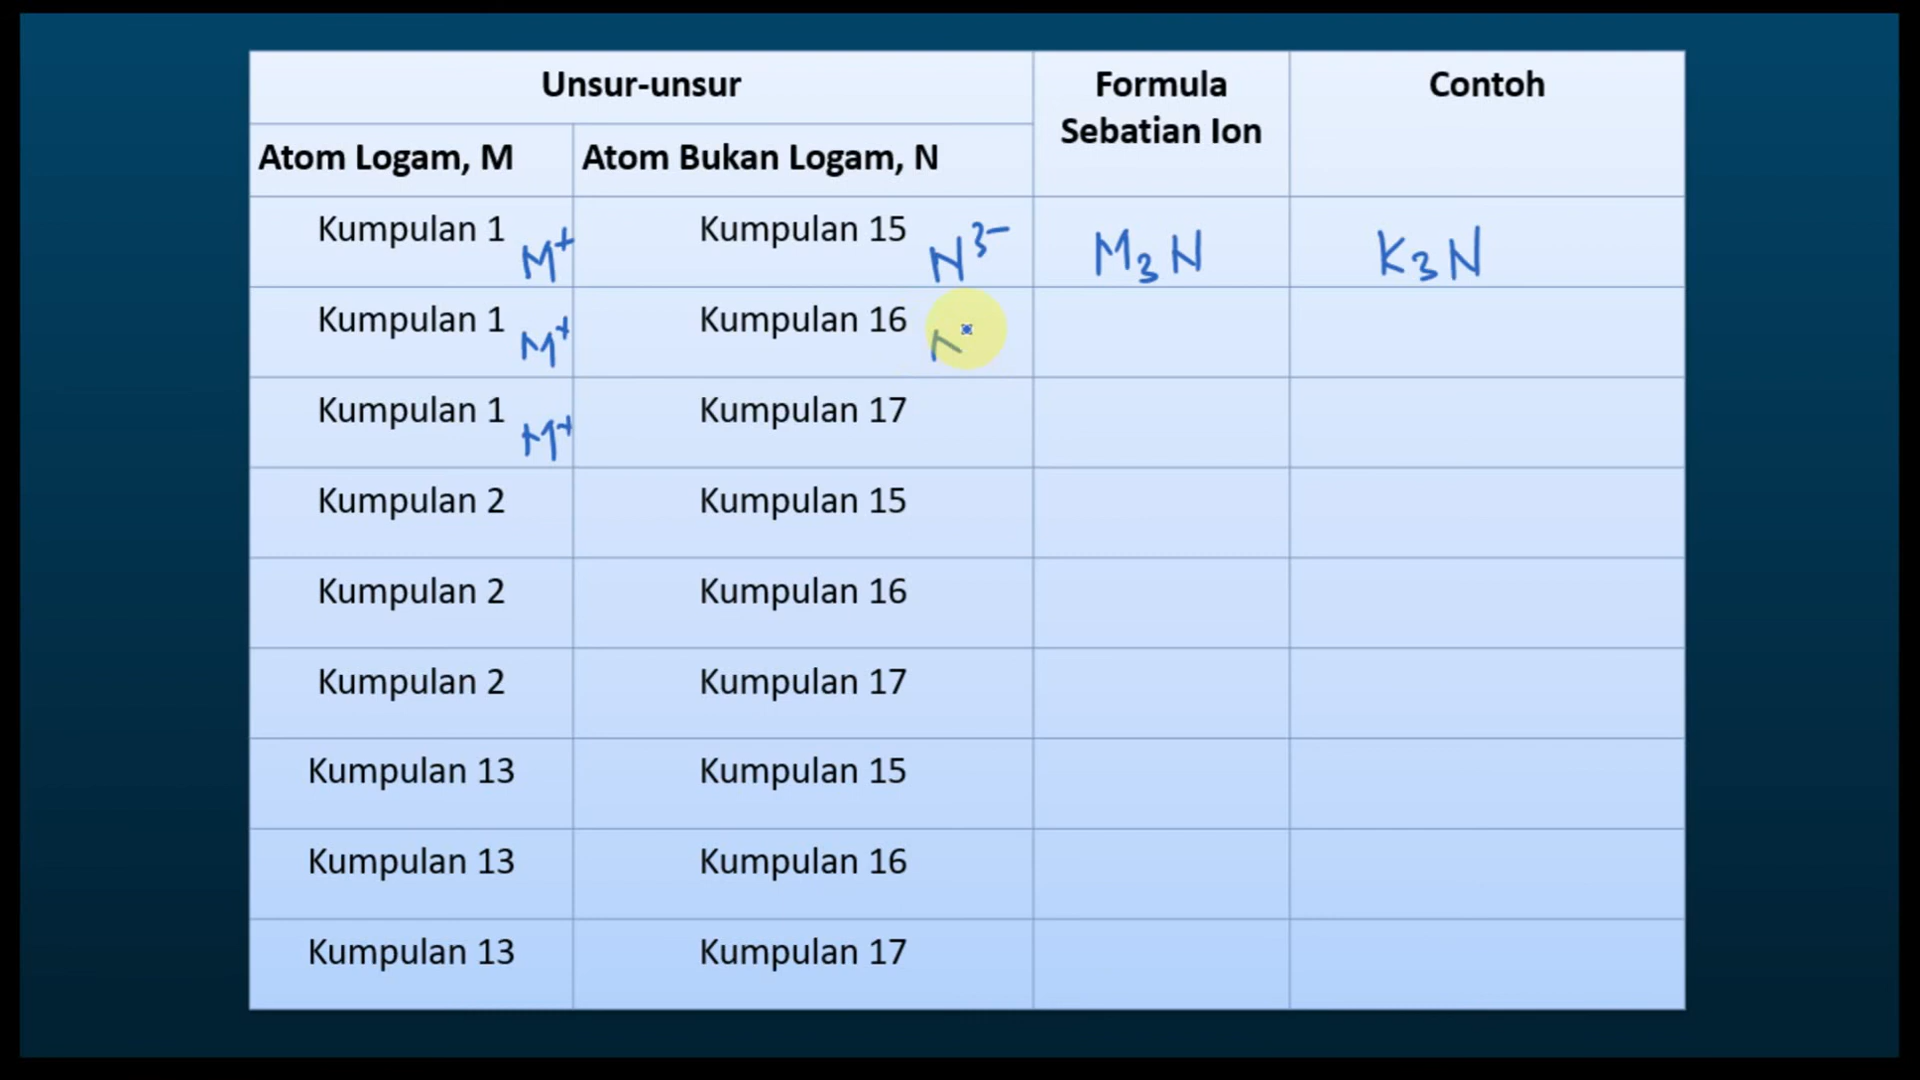 Unsur-unsur
Formula
Sebatian Ion
Contoh
Atom Logam, M
Atom Bukan Logam, N
Kumpulan 1 M⁺ Kumpulan 15 N³⁻ M₃N K₃N
Kumpulan 1 M⁺ Kumpulan 16
Kumpulan 1 M⁺ Kumpulan 17
Kumpulan 2 Kumpulan 15
Kumpulan 2 Kumpulan 16
Kumpulan 2 Kumpulan 17
Kumpulan 13 Kumpulan 15
Kumpulan 13 Kumpulan 16
Kumpulan 13 Kumpulan 17